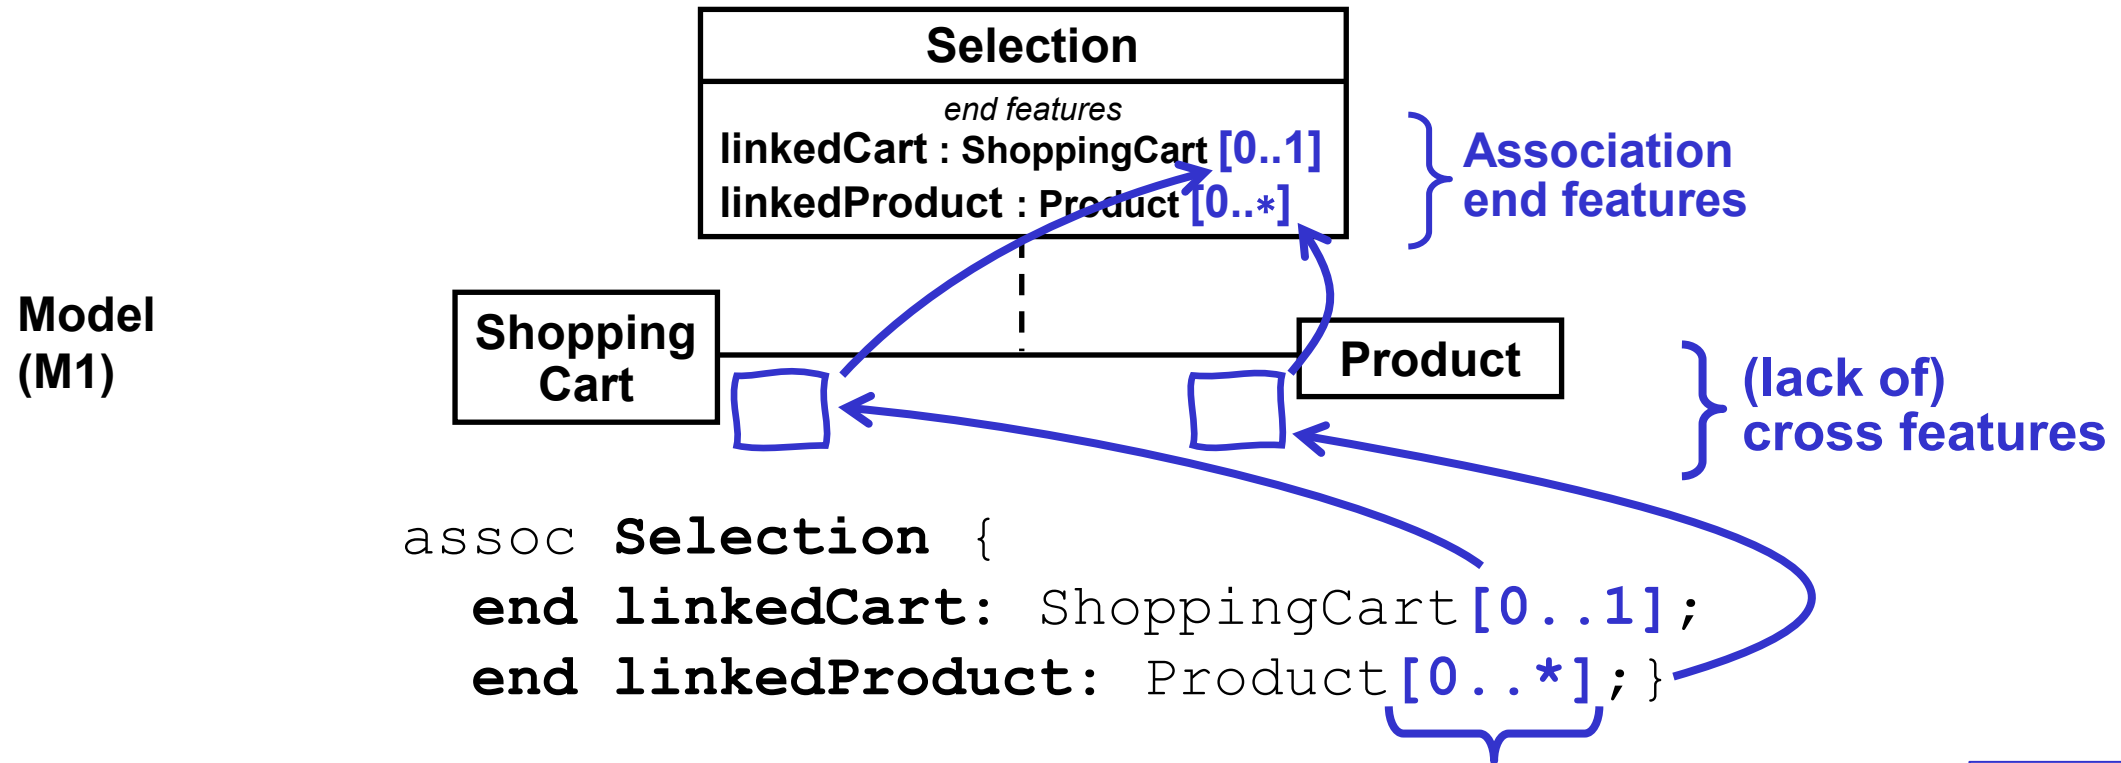 Selection
end features
linkedCart : ShoppingCart [0..1]
linkedProduct : Product [0..*]
Association
end features
Model
(M1)
Shopping
Cart
Product
(lack of)
cross features
assoc Selection {
end linkedCart: ShoppingCart[0..1];
end linkedProduct: Product[0..*];}